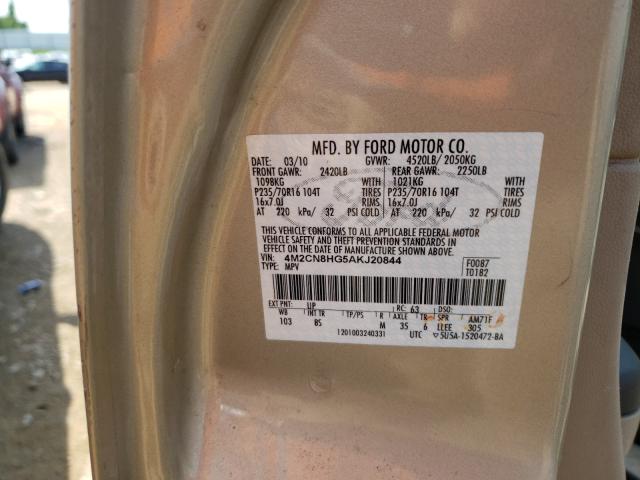 MFD. BY FORD MOTOR CO.
DATE: 03/10 GVWR: 4520LB/ 2050KG
FRONT GAWR: 2420LB REAR GAWR: 2250LB
1098KG WITH 1021KG WITH
P235/70R16 104T TIRES P235/70R16 104T TIRES
16x7.0J RIMS 16x7.0J RIMS
AT 220 kPa/ 32 PSI COLD AT 220 kPa/ 32 PSI COLD
THIS VEHICLE CONFORMS TO ALL APPLICABLE FEDERAL MOTOR
VEHICLE SAFETY AND THEFT PREVENTION STANDARDS IN
EFFECT ON THE DATE OF MANUFACTURE SHOWN ABOVE.
VIN: 4M2CN8HG5AKJ20844 F0087
TYPE: MPV T0182
EXT PNT: UP RC: 63 DSO:
WB INT TR TP/PS R AXLE TR SPR AM71F
103 BS M 35 6 LLEE 305
1201003240331 UTC 5U5A-1520472-BA